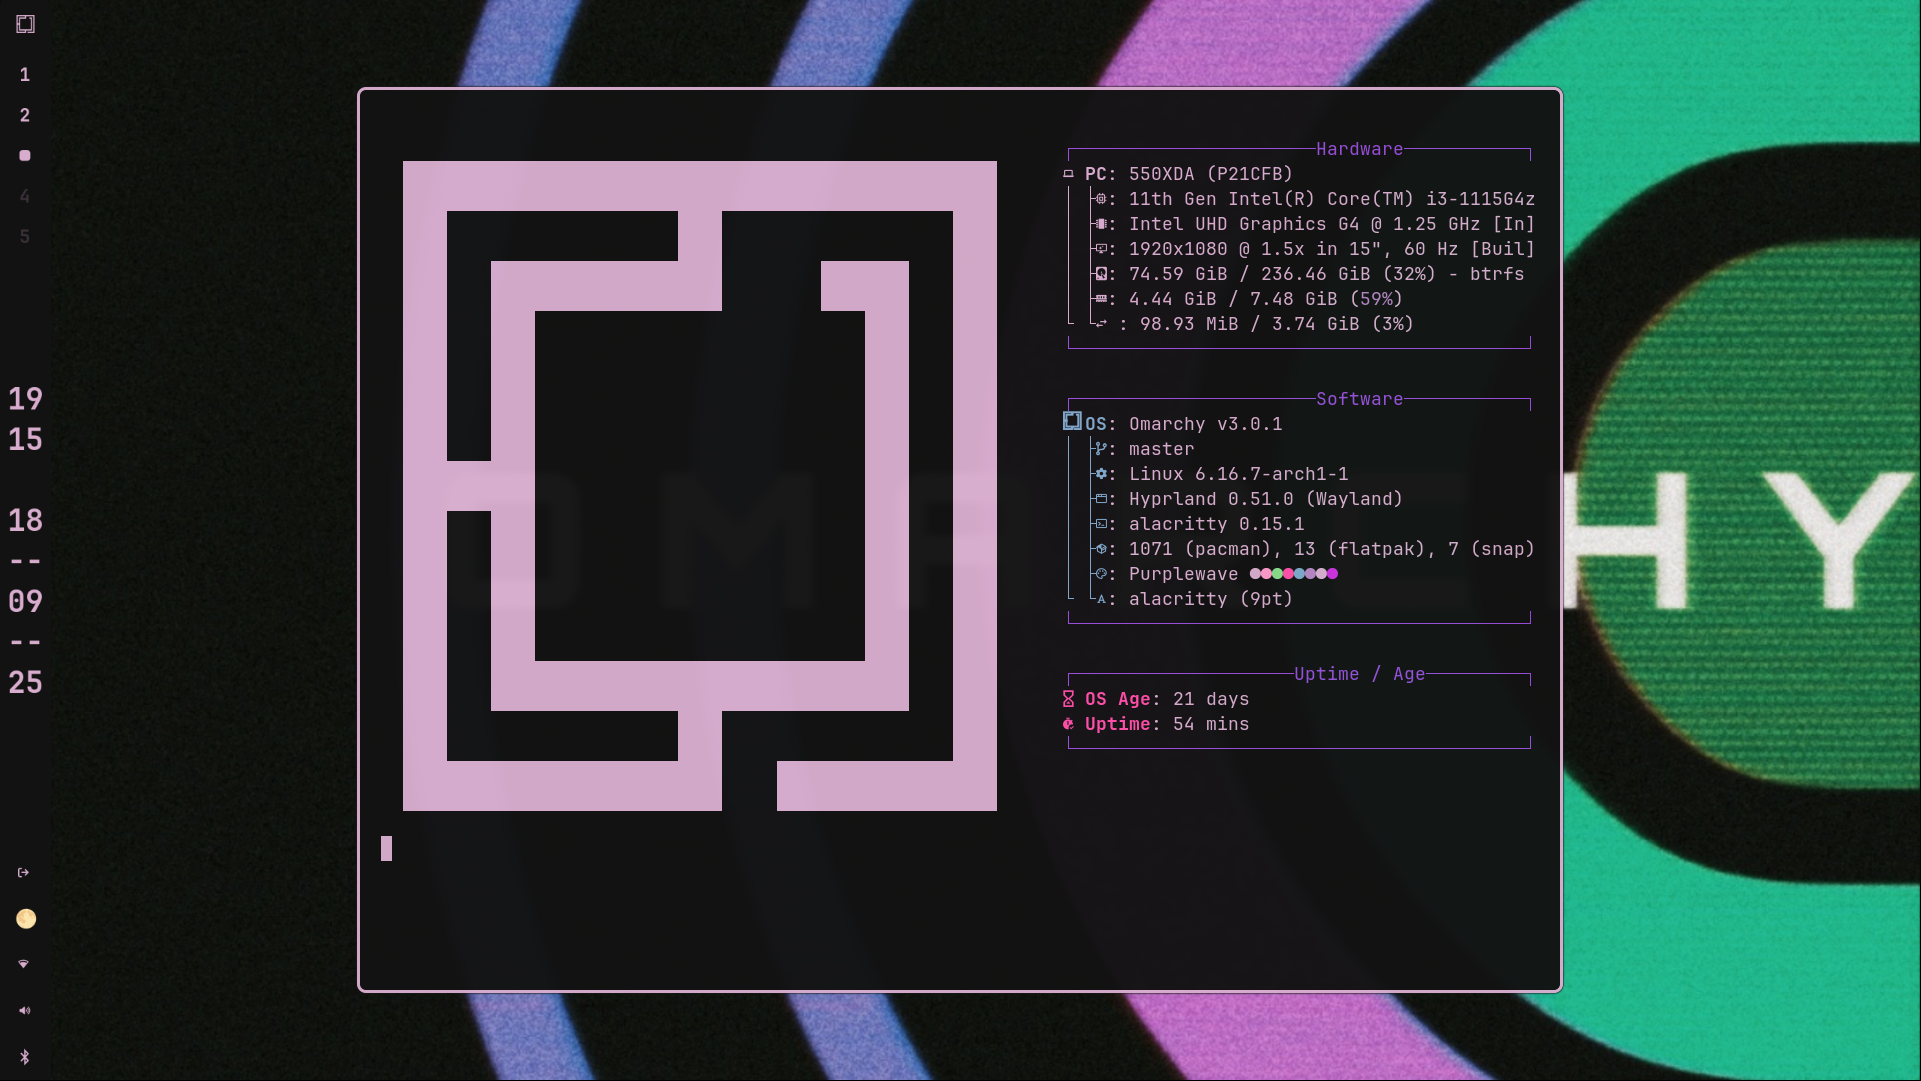 1
2
4
5
19
15
18
--
09
--
25
Hardware
PC: 550XDA (P21CFB)
: 11th Gen Intel(R) Core(TM) i3-1115G4z
: Intel UHD Graphics G4 @ 1.25 GHz [In]
: 1920x1080 @ 1.5x in 15", 60 Hz [Buil]
: 74.59 GiB / 236.46 GiB (32%) - btrfs
: 4.44 GiB / 7.48 GiB (59%)
: 98.93 MiB / 3.74 GiB (3%)
Software
OS: Omarchy v3.0.1
: master
: Linux 6.16.7-arch1-1
: Hyprland 0.51.0 (Wayland)
: alacritty 0.15.1
: 1071 (pacman), 13 (flatpak), 7 (snap)
: Purplewave
: alacritty (9pt)
Uptime / Age
OS Age: 21 days
Uptime: 54 mins
HY